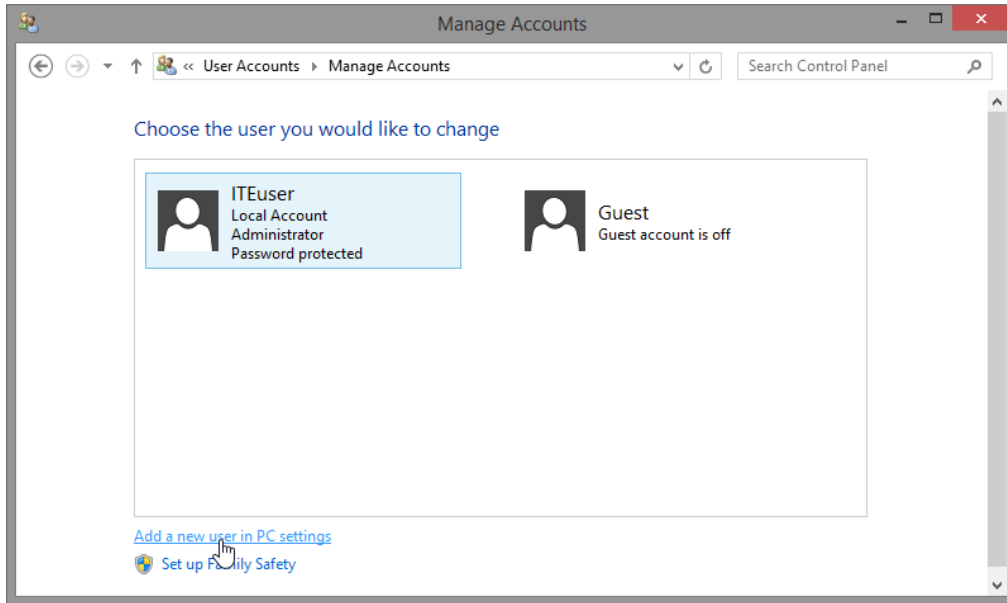 Manage Accounts
« User Accounts Manage Accounts
Search Control Panel
Choose the user you would like to change
ITEuser
Local Account
Administrator
Password protected
Guest
Guest account is off
Add a new user in PC settings
Set up Family Safety